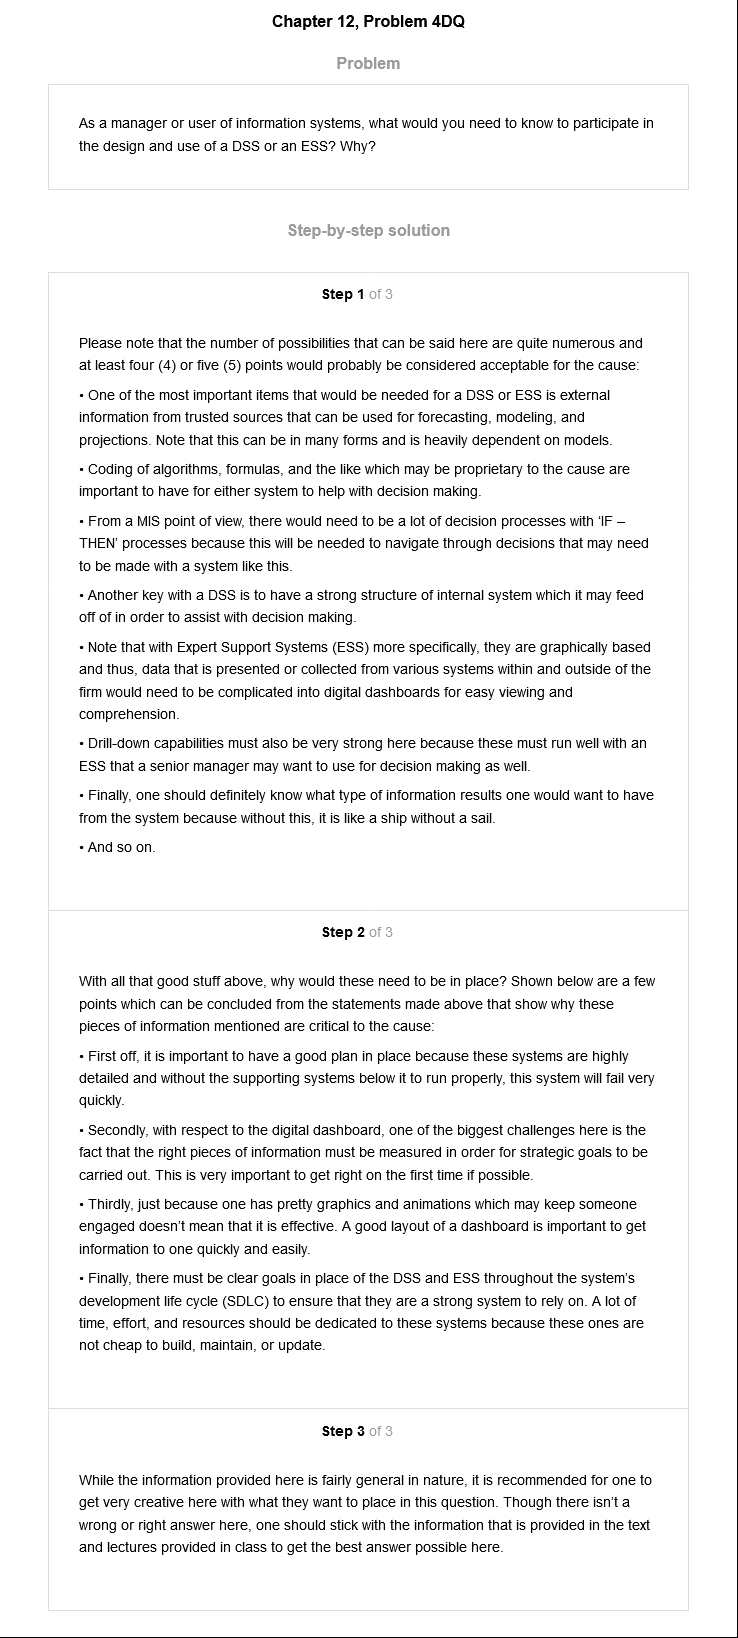 Chapter 12, Problem 4DQ
Problem
As a manager or user of information systems, what would you need to know to participate in
the design and use of a DSS or an ESS? Why?
Step-by-step solution
Step 1 of 3
Please note that the number of possibilities that can be said here are quite numerous and
at least four (4) or five (5) points would probably be considered acceptable for the cause:
• One of the most important items that would be needed for a DSS or ESS is external
information from trusted sources that can be used for forecasting, modeling, and
projections. Note that this can be in many forms and is heavily dependent on models.
• Coding of algorithms, formulas, and the like which may be proprietary to the cause are
important to have for either system to help with decision making.
• From a MIS point of view, there would need to be a lot of decision processes with ‘IF –
THEN’ processes because this will be needed to navigate through decisions that may need
to be made with a system like this.
• Another key with a DSS is to have a strong structure of internal system which it may feed
off of in order to assist with decision making.
• Note that with Expert Support Systems (ESS) more specifically, they are graphically based
and thus, data that is presented or collected from various systems within and outside of the
firm would need to be complicated into digital dashboards for easy viewing and
comprehension.
• Drill-down capabilities must also be very strong here because these must run well with an
ESS that a senior manager may want to use for decision making as well.
• Finally, one should definitely know what type of information results one would want to have
from the system because without this, it is like a ship without a sail.
• And so on.
Step 2 of 3
With all that good stuff above, why would these need to be in place? Shown below are a few
points which can be concluded from the statements made above that show why these
pieces of information mentioned are critical to the cause:
• First off, it is important to have a good plan in place because these systems are highly
detailed and without the supporting systems below it to run properly, this system will fail very
quickly.
• Secondly, with respect to the digital dashboard, one of the biggest challenges here is the
fact that the right pieces of information must be measured in order for strategic goals to be
carried out. This is very important to get right on the first time if possible.
• Thirdly, just because one has pretty graphics and animations which may keep someone
engaged doesn’t mean that it is effective. A good layout of a dashboard is important to get
information to one quickly and easily.
• Finally, there must be clear goals in place of the DSS and ESS throughout the system’s
development life cycle (SDLC) to ensure that they are a strong system to rely on. A lot of
time, effort, and resources should be dedicated to these systems because these ones are
not cheap to build, maintain, or update.
Step 3 of 3
While the information provided here is fairly general in nature, it is recommended for one to
get very creative here with what they want to place in this question. Though there isn’t a
wrong or right answer here, one should stick with the information that is provided in the text
and lectures provided in class to get the best answer possible here.